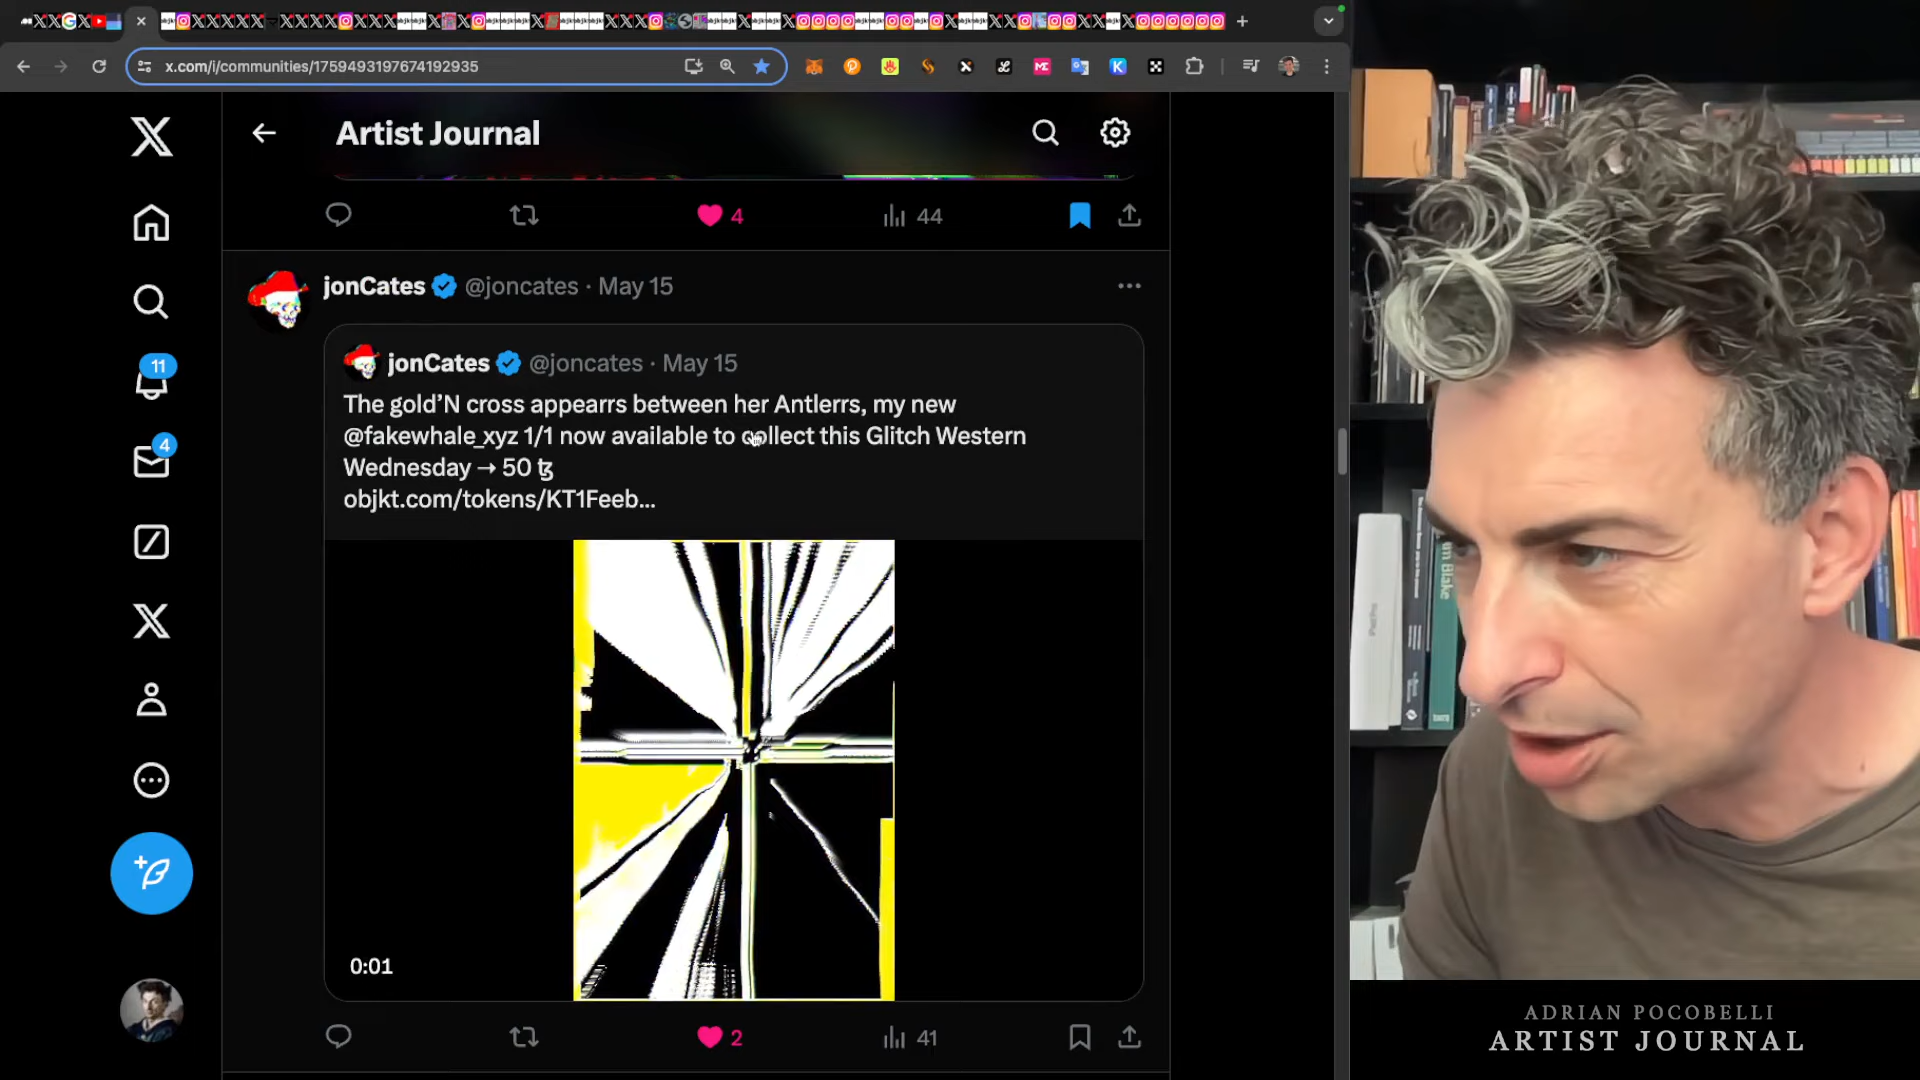 x.com/i/communities/1759493197674192935
Artist Journal
4
44
jonCates @joncates · May 15
jonCates @joncates · May 15
The gold’N cross appearrs between her Antlerrs, my new
@fakewhale_xyz 1/1 now available to collect this Glitch Western
Wednesday → 50 ꜩ
objkt.com/tokens/KT1Feeb...
0:01
2
41
11
4
ADRIAN POCOBELLI
ARTIST JOURNAL